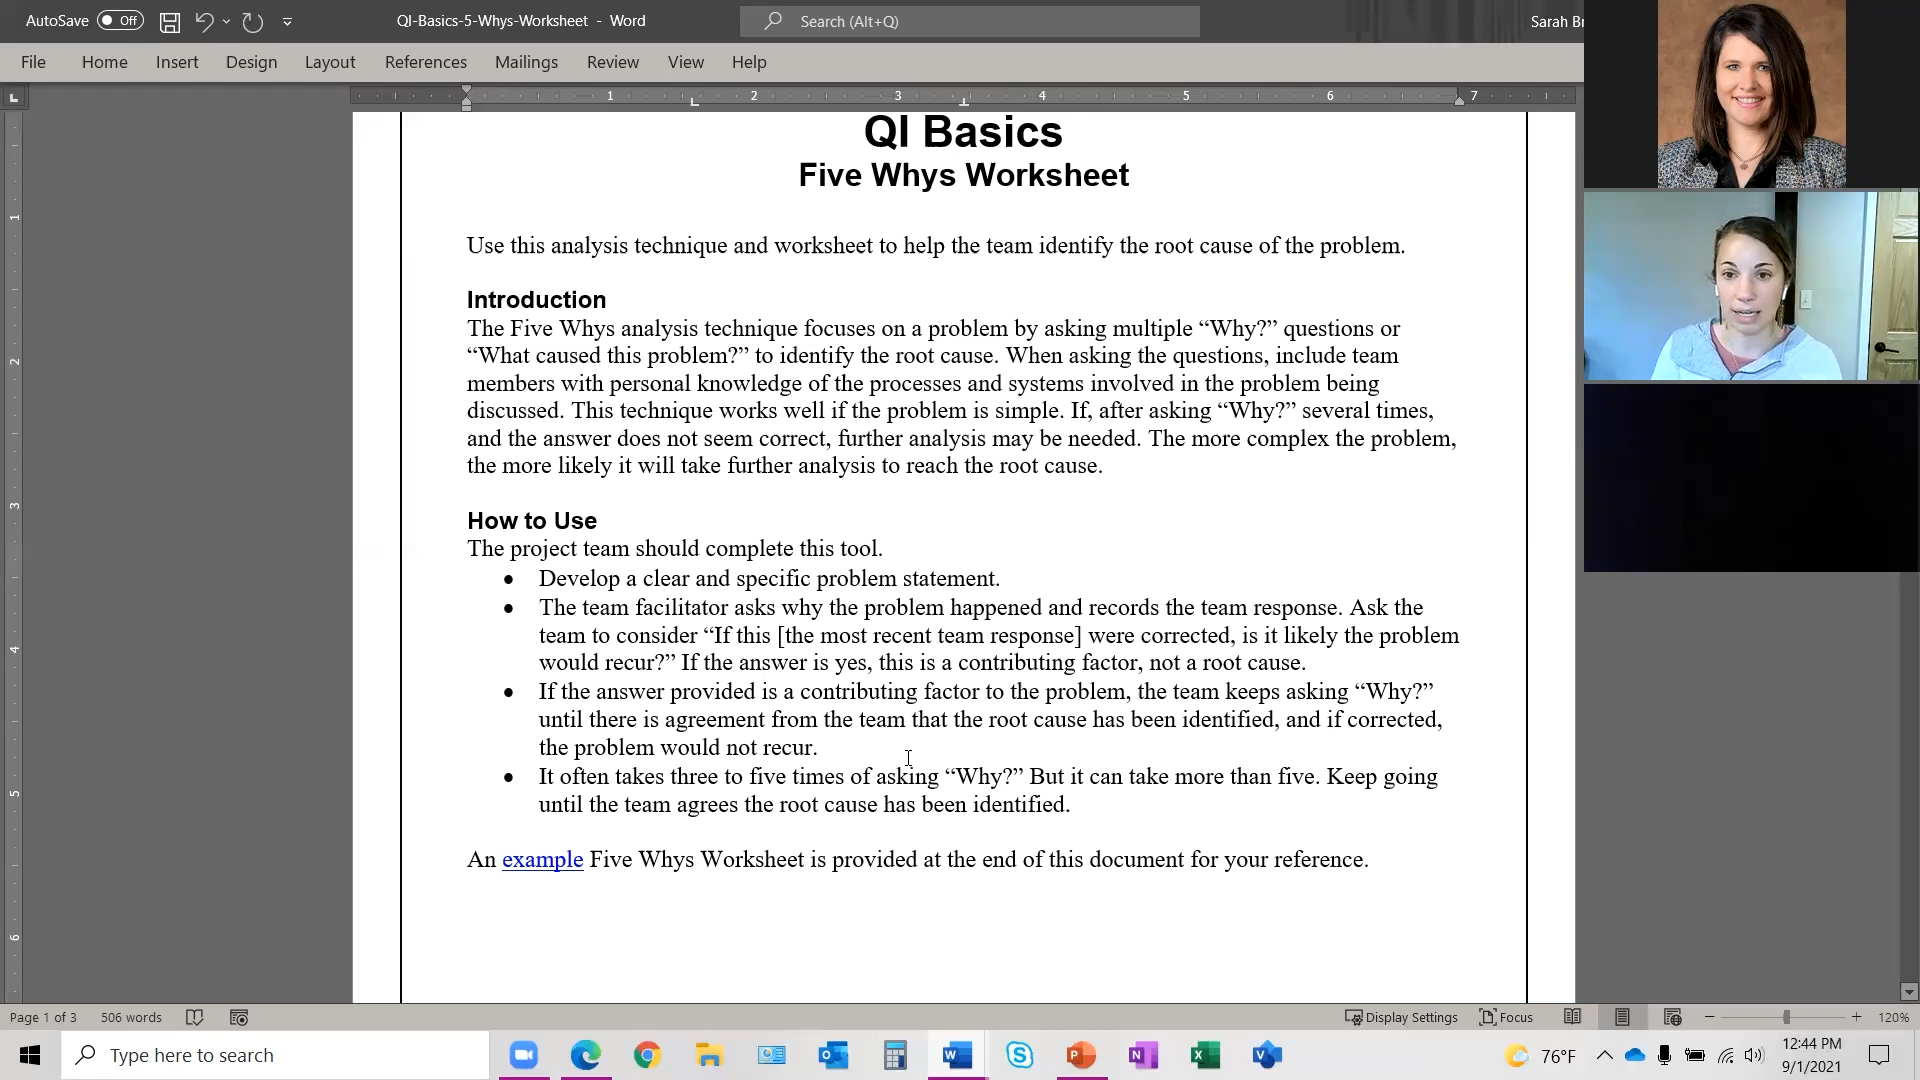 AutoSave Off QI-Basics-5-Whys-Worksheet - Word Search (Alt+Q) Sarah
File Home Insert Design Layout References Mailings Review View Help
1 2 3 4 5 6 7
QI Basics
Five Whys Worksheet
Use this analysis technique and worksheet to help the team identify the root cause of the problem.
Introduction
The Five Whys analysis technique focuses on a problem by asking multiple “Why?” questions or
“What caused this problem?” to identify the root cause. When asking the questions, include team
members with personal knowledge of the processes and systems involved in the problem being
discussed. This technique works well if the problem is simple. If, after asking “Why?” several times,
and the answer does not seem correct, further analysis may be needed. The more complex the problem,
the more likely it will take further analysis to reach the root cause.
How to Use
The project team should complete this tool.
• Develop a clear and specific problem statement.
• The team facilitator asks why the problem happened and records the team response. Ask the
team to consider “If this [the most recent team response] were corrected, is it likely the problem
would recur?” If the answer is yes, this is a contributing factor, not a root cause.
• If the answer provided is a contributing factor to the problem, the team keeps asking “Why?”
until there is agreement from the team that the root cause has been identified, and if corrected,
the problem would not recur.
• It often takes three to five times of asking “Why?” But it can take more than five. Keep going
until the team agrees the root cause has been identified.
An example Five Whys Worksheet is provided at the end of this document for your reference.
1
2
3
4
5
6
Page 1 of 3 506 words Display Settings Focus 120%
Type here to search 76°F 12:44 PM
9/1/2021